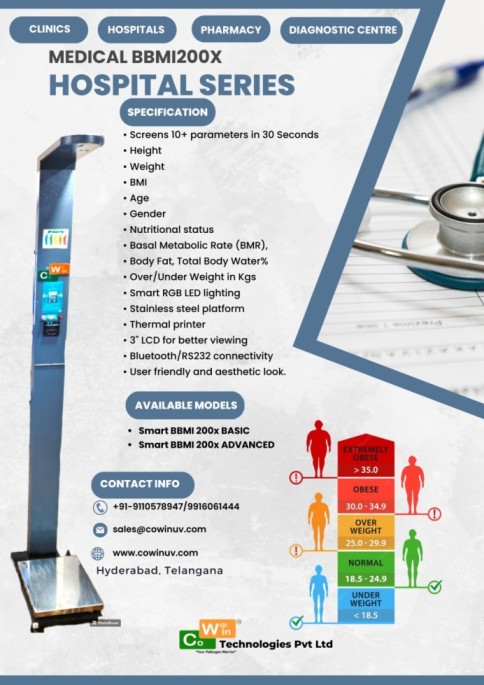 CLINICS
HOSPITALS
PHARMACY
DIAGNOSTIC CENTRE
MEDICAL BBMI200X
HOSPITAL SERIES
SPECIFICATION
• Screens 10+ parameters in 30 Seconds
• Height
• Weight
• BMI
• Age
• Gender
• Nutritional status
• Basal Metabolic Rate (BMR),
• Body Fat, Total Body Water%
• Over/Under Weight in Kgs
• Smart RGB LED lighting
• Stainless steel platform
• Thermal printer
• 3" LCD for better viewing
• Bluetooth/RS232 connectivity
• User friendly and aesthetic look.
Co Win
AVAILABLE MODELS
• Smart BBMI 200x BASIC
• Smart BBMI 200x ADVANCED
CONTACT INFO
+91-9110578947/9916061444
sales@cowinuv.com
www.cowinuv.com
Hyderabad, Telangana
EXTREMELY
OBESE
> 35.0
OBESE
30.0 - 34.9
OVER
WEIGHT
25.0 - 29.9
NORMAL
18.5 - 24.9
UNDER
WEIGHT
< 18.5
PhotoRoom
Co Win
Technologies Pvt Ltd